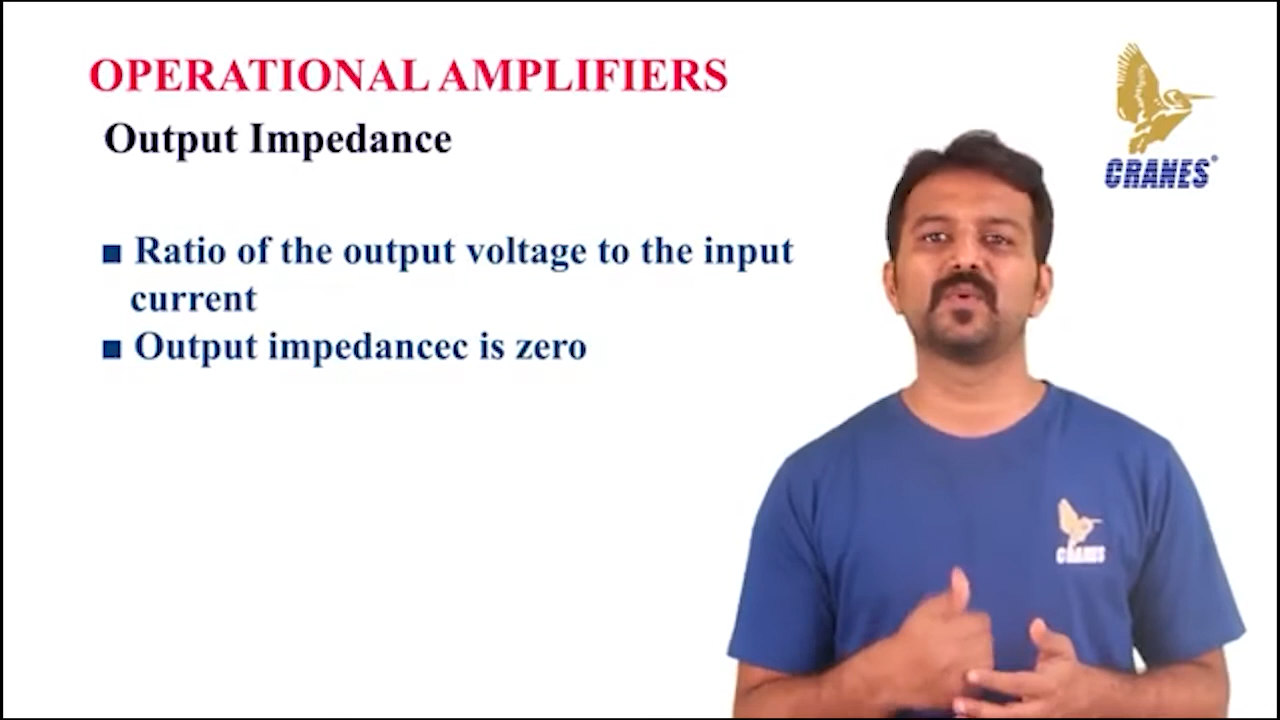 OPERATIONAL AMPLIFIERS
Output Impedance
CRANES®
■ Ratio of the output voltage to the input
current
■ Output impedancec is zero
CRANES